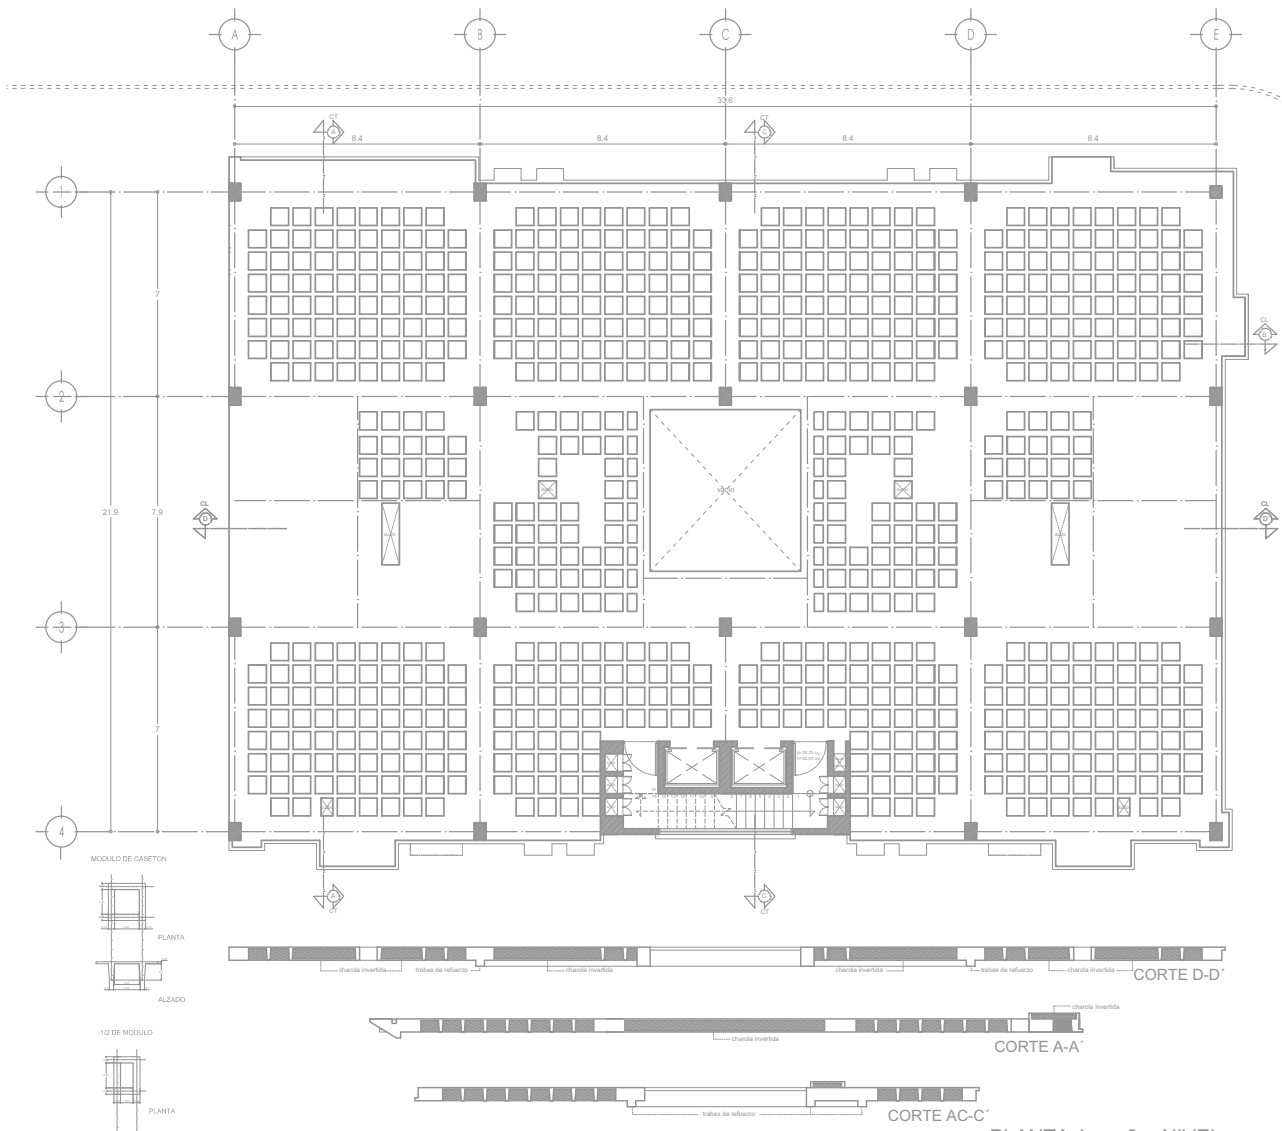 A B C D E
33.6
CT CT
A C
8.4 8.4 8.4 8.4
1
7
CL
B
2
vacio
CL CL
D D
21.9 7.9
3
7
4
MODULO DE CASETON
A C
CT CT
PLANTA
charola invertida trabes de refuerzo charola invertida charola invertida trabes de refuerzo charola invertida
CORTE D-D´
ALZADO
charola invertida
1/2 DE MODULO
charola invertida
CORTE A-A´
PLANTA
trabes de refuerzo
CORTE AC-C´